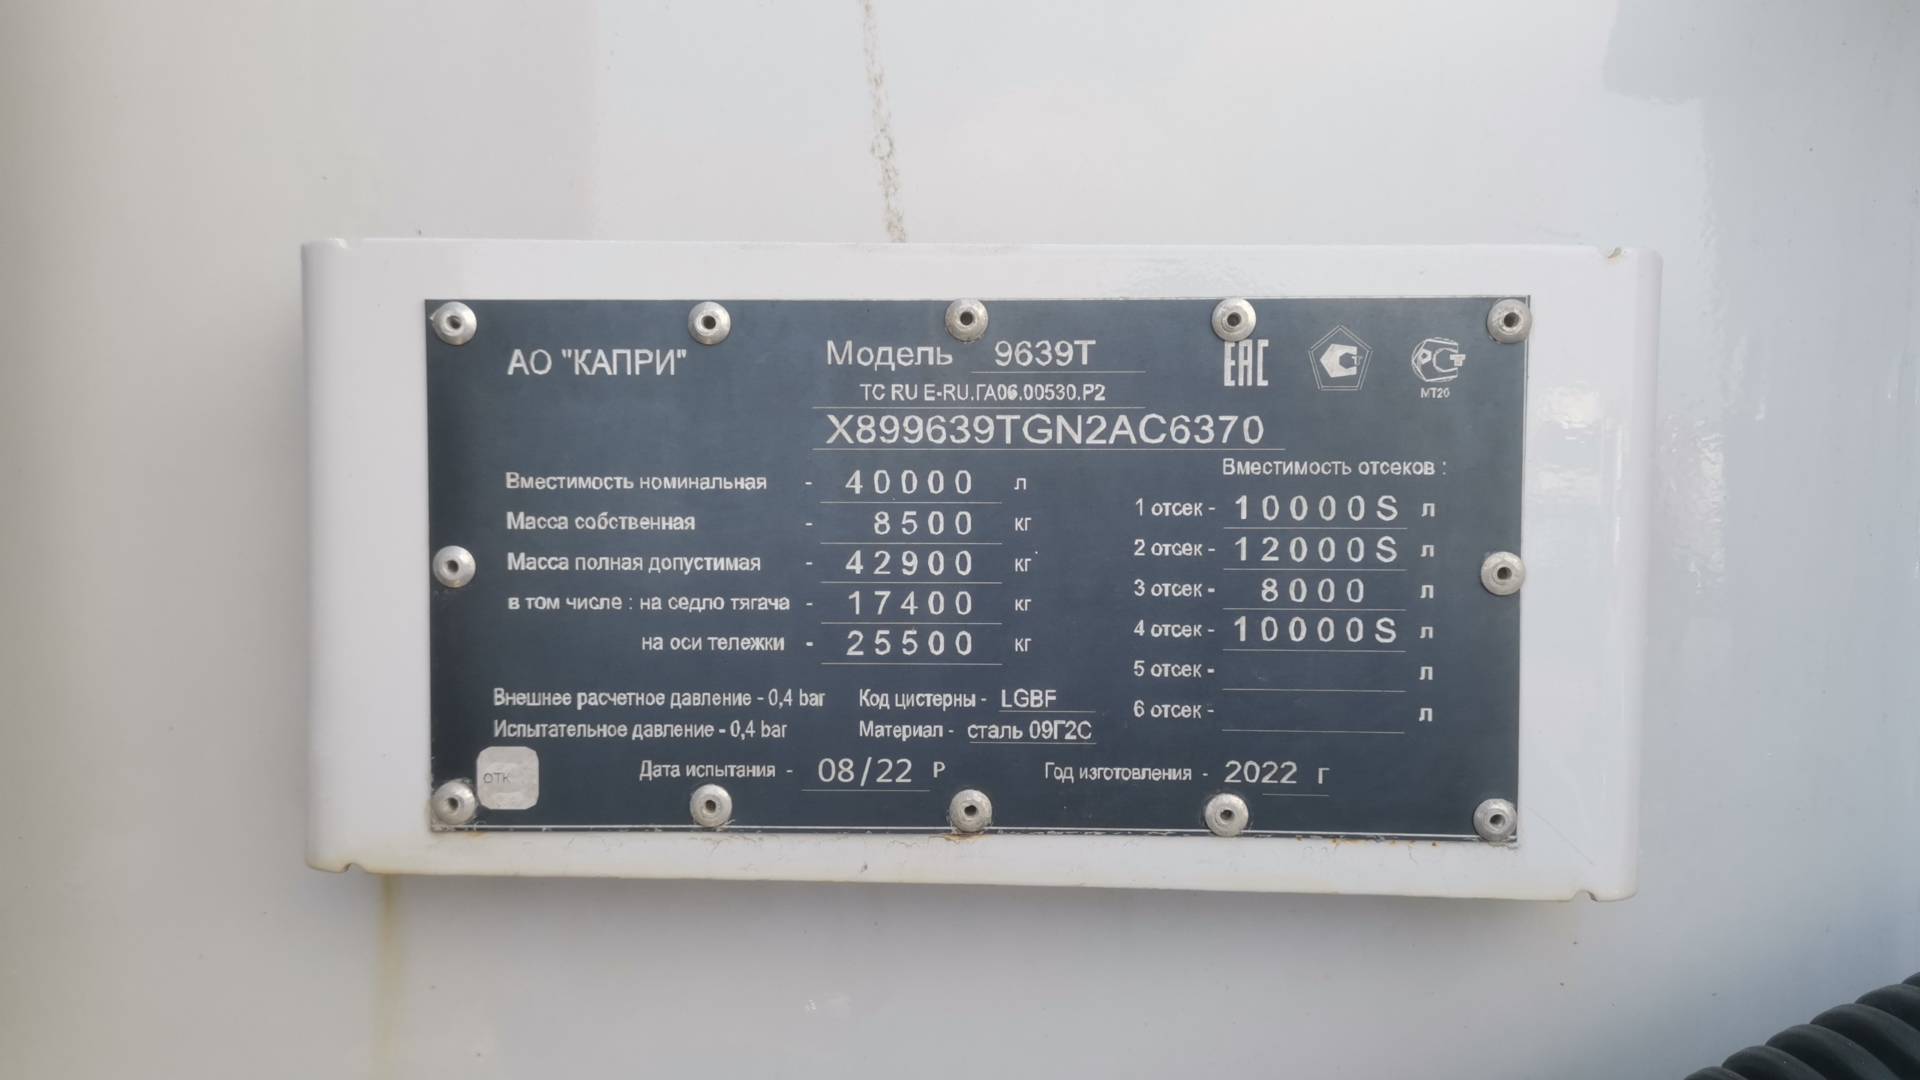 АО "КАПРИ"
Модель 9639Т
ЕАС
ТС RU E-RU.ГА06.00530.Р2
МТ20
X899639TGN2AC6370
Вместимость номинальная - 40000 л
Масса собственная - 8500 кг
Масса полная допустимая - 42900 кг
в том числе : на седло тягача - 17400 кг
на оси тележки - 25500 кг
Вместимость отсеков :
1 отсек - 10000S л
2 отсек - 12000S л
3 отсек - 8000 л
4 отсек - 10000S л
5 отсек - л
6 отсек - л
Внешнее расчетное давление - 0,4 bar
Код цистерны - LGBF
Испытательное давление - 0,4 bar
Материал - сталь 09Г2С
ОТК
Дата испытания - 08/22 Р
Год изготовления - 2022 г